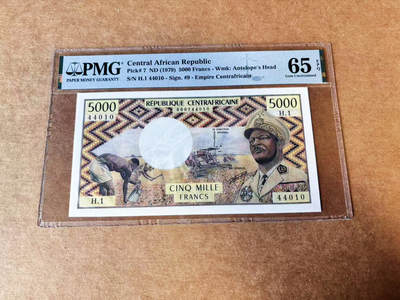 PMG
PAPER MONEY GUARANTY
Central African Republic
Pick# 7 ND (1979) 5000 Francs - Wmk: Antelope's Head
S/N H.1 44010 - Sign. #9 - Empire Centrafricain
65 EPQ
Gem Uncirculated
5000
44010
REPUBLIQUE CENTRAFRICAINE
000744010
5000
H.1
CINQ MILLE
FRANCS
H.1
44010